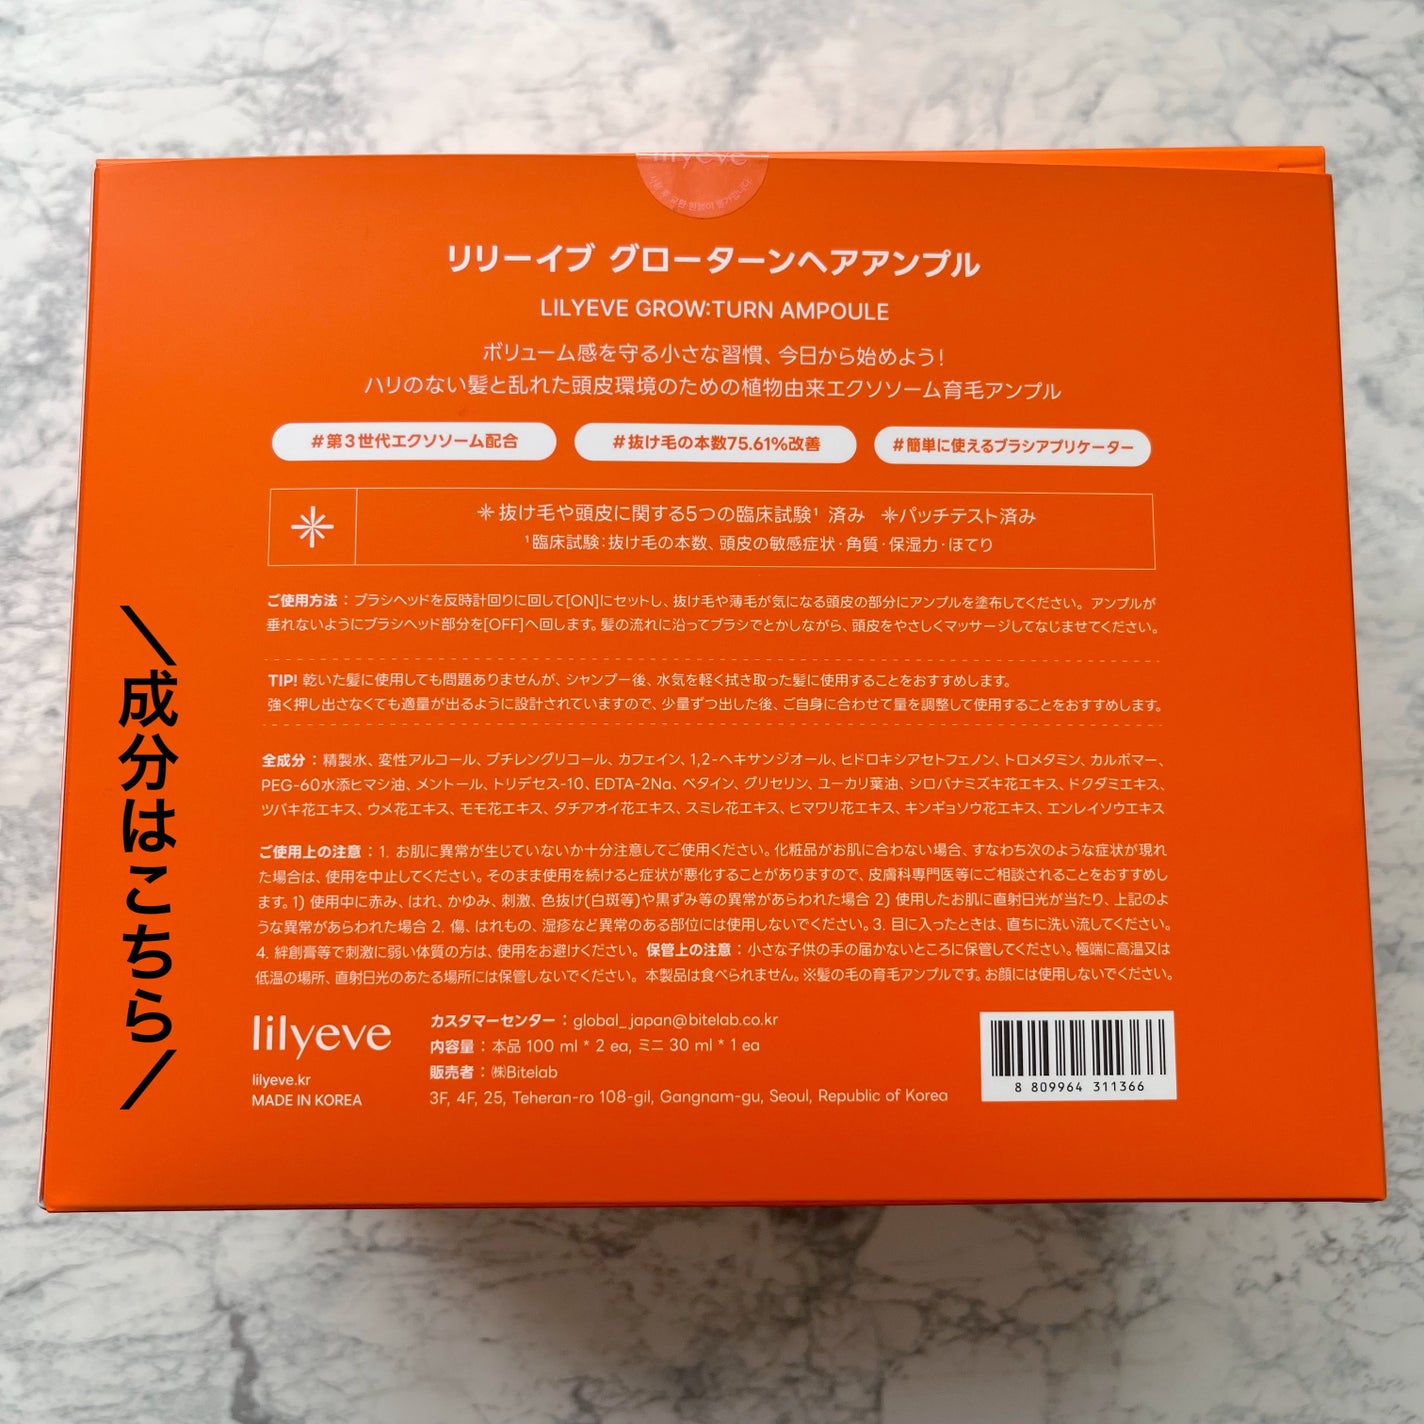 lilyeve
リリーイブ グローターンヘアアンプル
LILYEVE GROW:TURN AMPOULE
ボリューム感を守る小さな習慣、今日から始めよう!
ハリのない髪と乱れた頭皮環境のための植物由来エクソソーム育毛アンプル
#第3世代エクソソーム配合 #抜け毛の本数75.61%改善 #簡単に使えるブラシアプリケーター
✳抜け毛や頭皮に関する5つの臨床試験¹ 済み ✳パッチテスト済み
¹臨床試験:抜け毛の本数、頭皮の敏感症状·角質·保湿力·ほてり
ご使用方法:ブラシヘッドを反時計回りに回して[ON]にセットし、抜け毛や薄毛が気になる頭皮の部分にアンプルを塗布してください。アンプルが
垂れないようにブラシヘッド部分を[OFF]へ回します。髪の流れに沿ってブラシでとかしながら、頭皮をやさしくマッサージしてなじませてください。
TIP! 乾いた髪に使用しても問題ありませんが、シャンプー後、水気を軽く拭き取った髪に使用することをおすすめします。
強く押し出さなくても適量が出るように設計されていますので、少量ずつ出した後、ご自身に合わせて量を調整して使用することをおすすめします。
全成分:精製水、変性アルコール、ブチレングリコール、カフェイン、1,2-ヘキサンジオール、ヒドロキシアセトフェノン、トロメタミン、カルボマー、
PEG-60水添ヒマシ油、メントール、トリデセス-10、EDTA-2Na、ベタイン、グリセリン、ユーカリ葉油、シロバナミズキ花エキス、ドクダミエキス、
ツバキ花エキス、ウメ花エキス、モモ花エキス、タチアオイ花エキス、スミレ花エキス、ヒマワリ花エキス、キンギョソウ花エキス、エンレイソウエキス
ご使用上の注意:1. お肌に異常が生じていないか十分注意してご使用ください。化粧品がお肌に合わない場合、すなわち次のような症状が現れ
た場合は、使用を中止してください。そのまま使用を続けると症状が悪化することがありますので、皮膚科専門医等にご相談されることをおすすめし
ます。1) 使用中に赤み、はれ、かゆみ、刺激、色抜け(白斑等)や黒ずみ等の異常があらわれた場合 2) 使用したお肌に直射日光が当たり、上記のよ
うな異常があらわれた場合 2. 傷、はれもの、湿疹など異常のある部位には使用しないでください。3. 目に入ったときは、直ちに洗い流してください。
4. 絆創膏等で刺激に弱い体質の方は、使用をお避けください。保管上の注意:小さな子供の手の届かないところに保管してください。極端に高温又は
低温の場所、直射日光のあたる場所には保管しないでください。本製品は食べられません。※髪の毛の育毛アンプルです。お顔には使用しないでください。
lilyeve
lilyeve.kr
MADE IN KOREA
カスタマーセンター:global_japan@bitelab.co.kr
内容量:本品 100 ml * 2 ea, ミニ 30 ml * 1 ea
販売者:㈱Bitelab
3F, 4F, 25, Teheran-ro 108-gil, Gangnam-gu, Seoul, Republic of Korea
8 809964 311366
\成分はこちら/